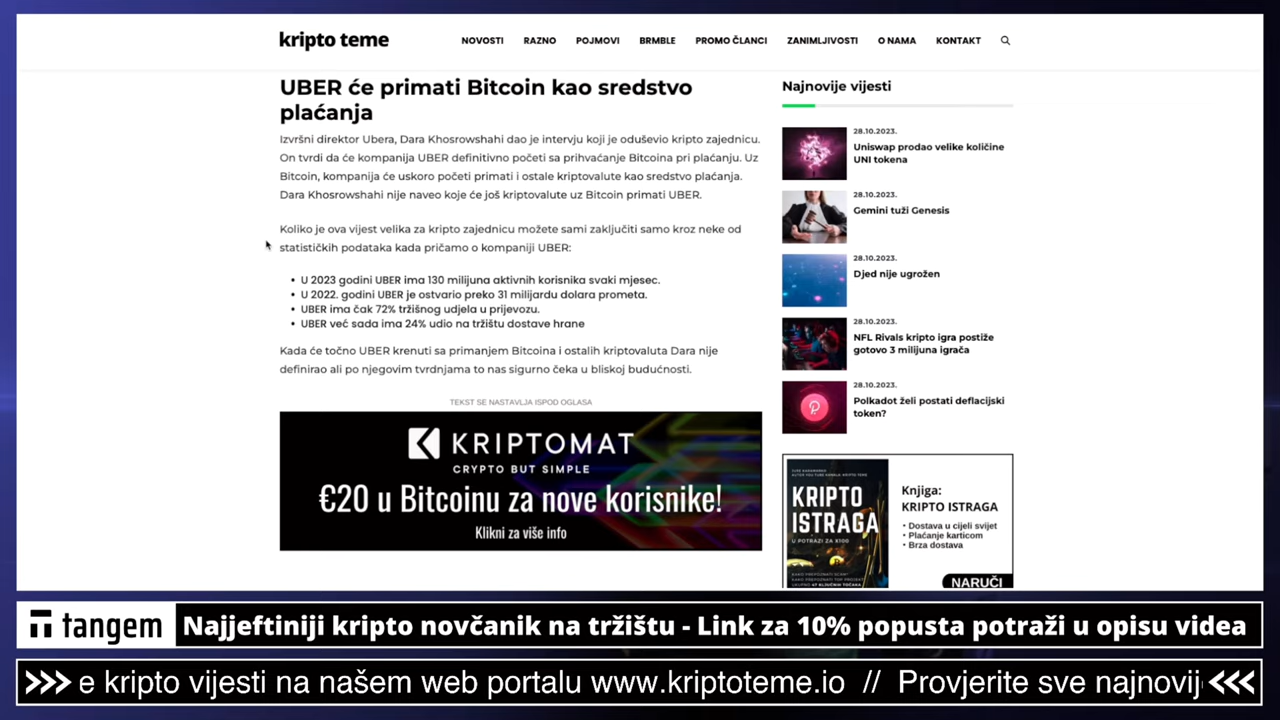 kripto teme
NOVOSTI RAZNO POJMOVI BRMBLE PROMO ČLANCI ZANIMLJIVOSTI O NAMA KONTAKT
UBER će primati Bitcoin kao sredstvo
plaćanja
Izvršni direktor Ubera, Dara Khosrowshahi dao je intervju koji je oduševio kripto zajednicu.
On tvrdi da će kompanija UBER definitivno početi sa prihvaćanje Bitcoina pri plaćanju. Uz
Bitcoin, kompanija će uskoro početi primati i ostale kriptovalute kao sredstvo plaćanja.
Dara Khosrowshahi nije naveo koje će još kriptovalute uz Bitcoin primati UBER.
Koliko je ova vijest velika za kripto zajednicu možete sami zaključiti samo kroz neke od
statističkih podataka kada pričamo o kompaniji UBER:
• U 2023 godini UBER ima 130 milijuna aktivnih korisnika svaki mjesec.
• U 2022. godini UBER je ostvario preko 31 milijardu dolara prometa.
• UBER ima čak 72% tržišnog udjela u prijevozu.
• UBER već sada ima 24% udio na tržištu dostave hrane
Kada će točno UBER krenuti sa primanjem Bitcoina i ostalih kriptovaluta Dara nije
definirao ali po njegovim tvrdnjama to nas sigurno čeka u bliskoj budućnosti.
TEKST SE NASTAVLJA ISPOD OGLASA
KRIPTOMAT
CRYPTO BUT SIMPLE
€20 u Bitcoinu za nove korisnike!
Klikni za više info
Najnovije vijesti
28.10.2023.
Uniswap prodao velike količine
UNI tokena
28.10.2023.
Gemini tuži Genesis
28.10.2023.
Djed nije ugrožen
28.10.2023.
NFL Rivals kripto igra postiže
gotovo 3 milijuna igrača
28.10.2023.
Polkadot želi postati deflacijski
token?
KRIPTO
ISTRAGA
U POTRAZI ZA X100
Knjiga:
KRIPTO ISTRAGA
• Dostava u cijeli svijet
• Plaćanje karticom
• Brza dostava
NARUČI
tangem
Najjeftiniji kripto novčanik na tržištu - Link za 10% popusta potraži u opisu videa
e kripto vijesti na našem web portalu www.kriptoteme.io // Provjerite sve najnovij